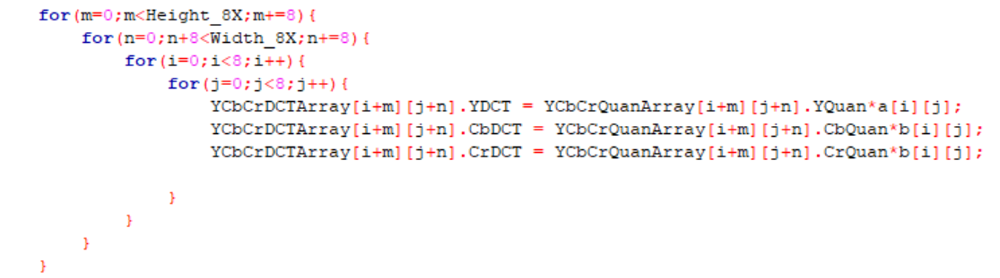 for(m=0;m<Height_8X;m+=8){
for(n=0;n+8<Width_8X;n+=8){
for(i=0;i<8;i++){
for(j=0;j<8;j++){
YCbCrDCTArray[i+m][j+n].YDCT = YCbCrQuanArray[i+m][j+n].YQuan*a[i][j];
YCbCrDCTArray[i+m][j+n].CbDCT = YCbCrQuanArray[i+m][j+n].CbQuan*b[i][j];
YCbCrDCTArray[i+m][j+n].CrDCT = YCbCrQuanArray[i+m][j+n].CrQuan*b[i][j];
}
}
}
}